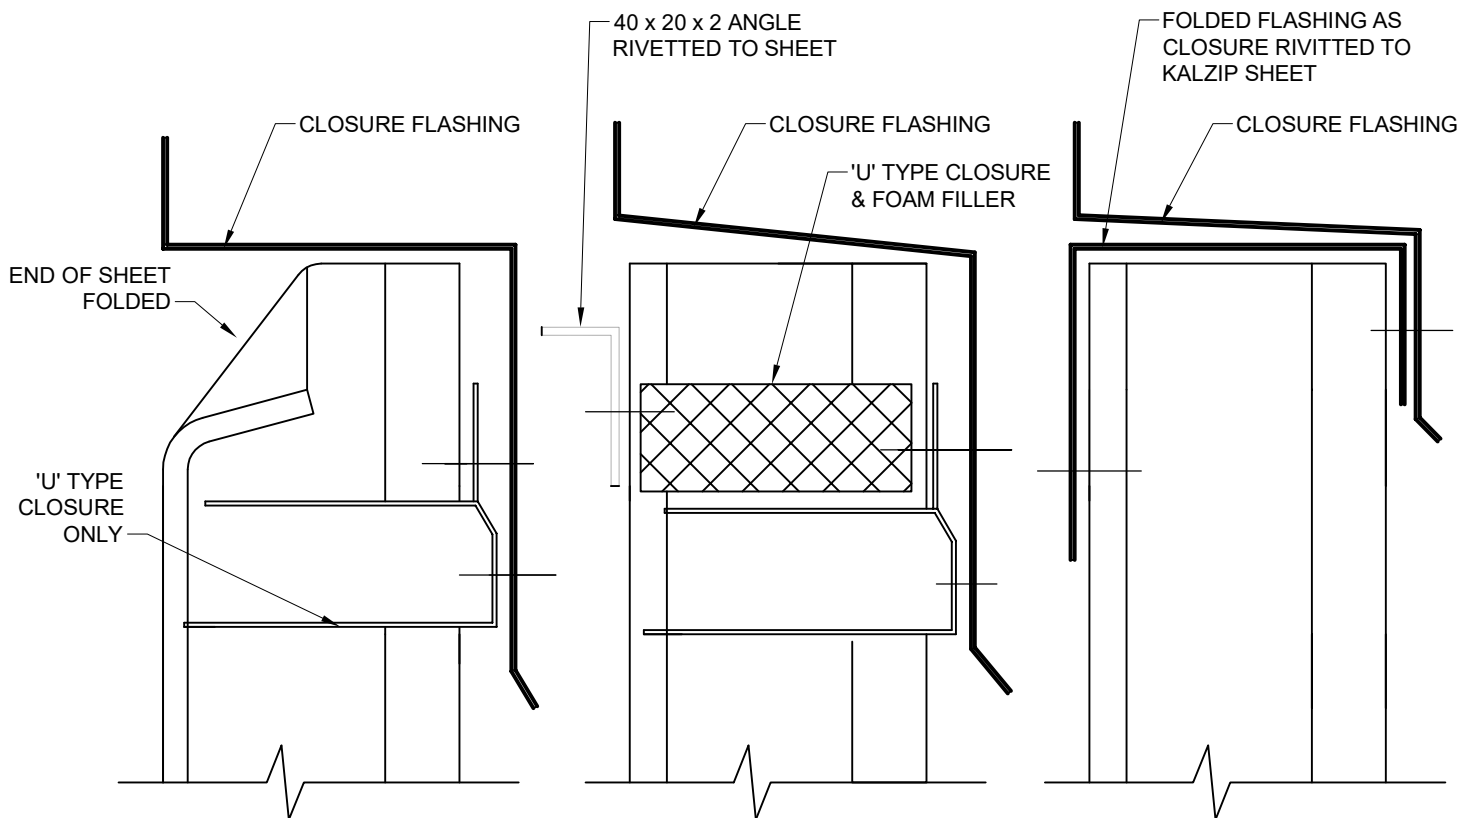 40 x 20 x 2 ANGLE
RIVETTED TO SHEET
FOLDED FLASHING AS
CLOSURE RIVITTED TO
KALZIP SHEET
CLOSURE FLASHING
CLOSURE FLASHING
CLOSURE FLASHING
'U' TYPE CLOSURE
& FOAM FILLER
END OF SHEET
FOLDED
'U' TYPE
CLOSURE
ONLY